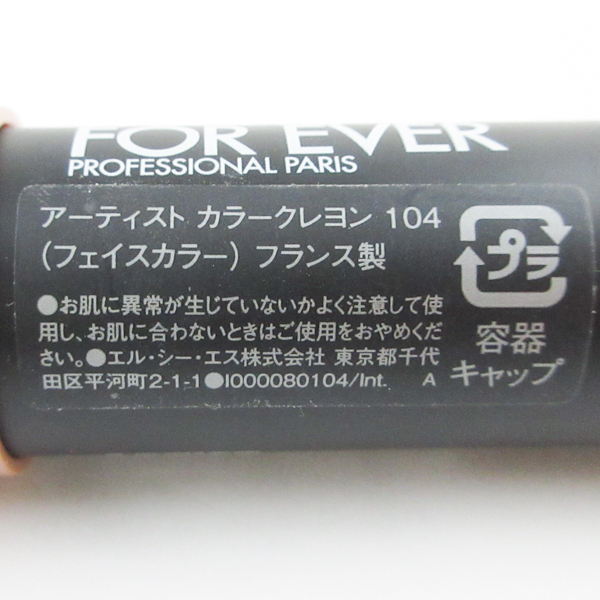 FOR EVER
PROFESSIONAL PARIS
アーティスト カラークレヨン 104
(フェイスカラー) フランス製
●お肌に異常が生じていないかよく注意して使
用し、お肌に合わないときはご使用をおやめくだ
さい。●エル・シー・エス株式会社 東京都千代
田区平河町2-1-1●I000080104/Int. A
プラ
容器
キャップ